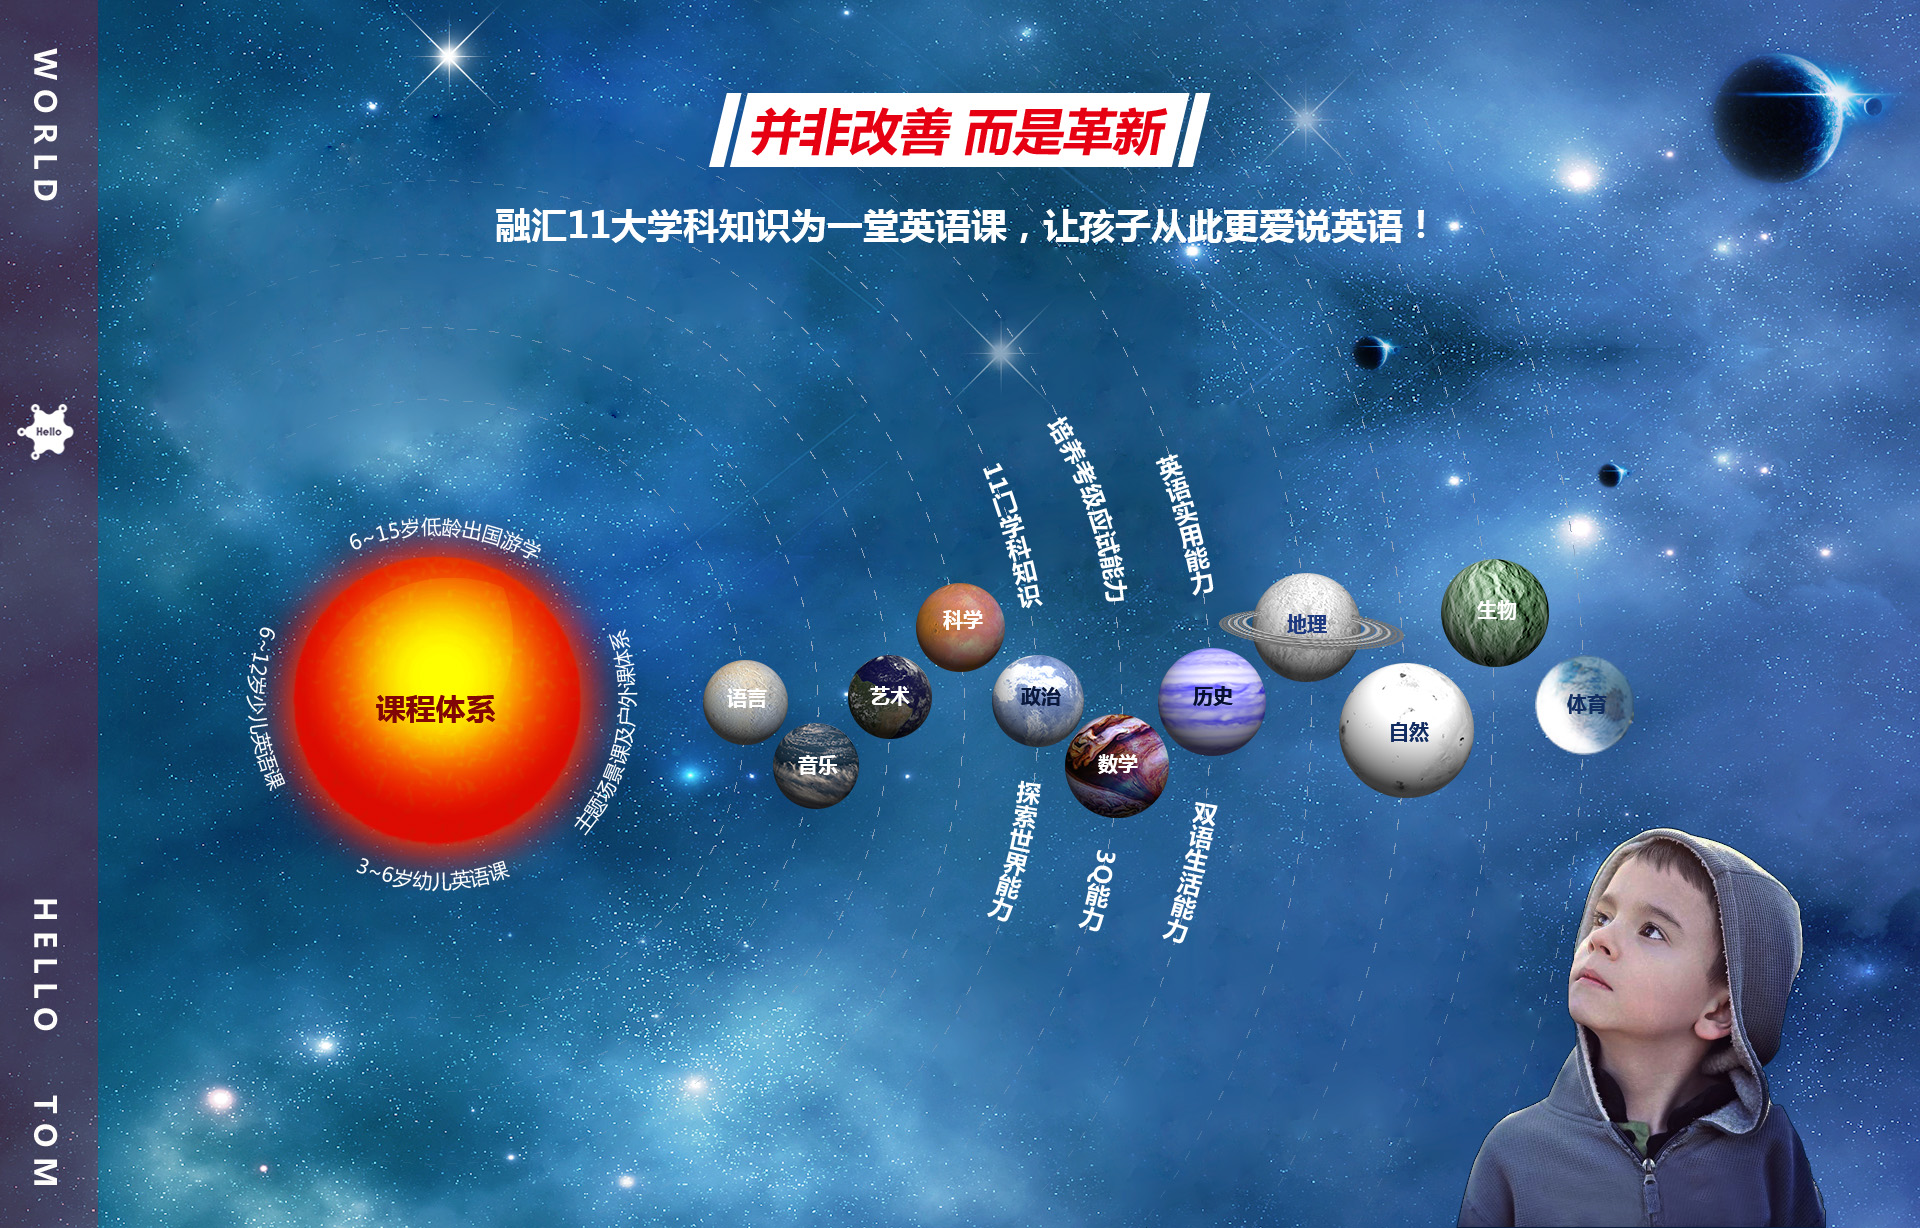 WORLD
Hello
HELLO TOM
并非改善 而是革新
融汇11大学科知识为一堂英语课，让孩子从此更爱说英语！
6~15岁低龄出国游学
6~12岁少儿英语课
课程体系
主题场景课及户外课体系
3~6岁幼儿英语课
11门学科知识
培养考级应试能力
英语实用能力
语言
音乐
艺术
科学
政治
数学
历史
地理
自然
生物
体育
探索世界能力
3Q能力
双语生活能力